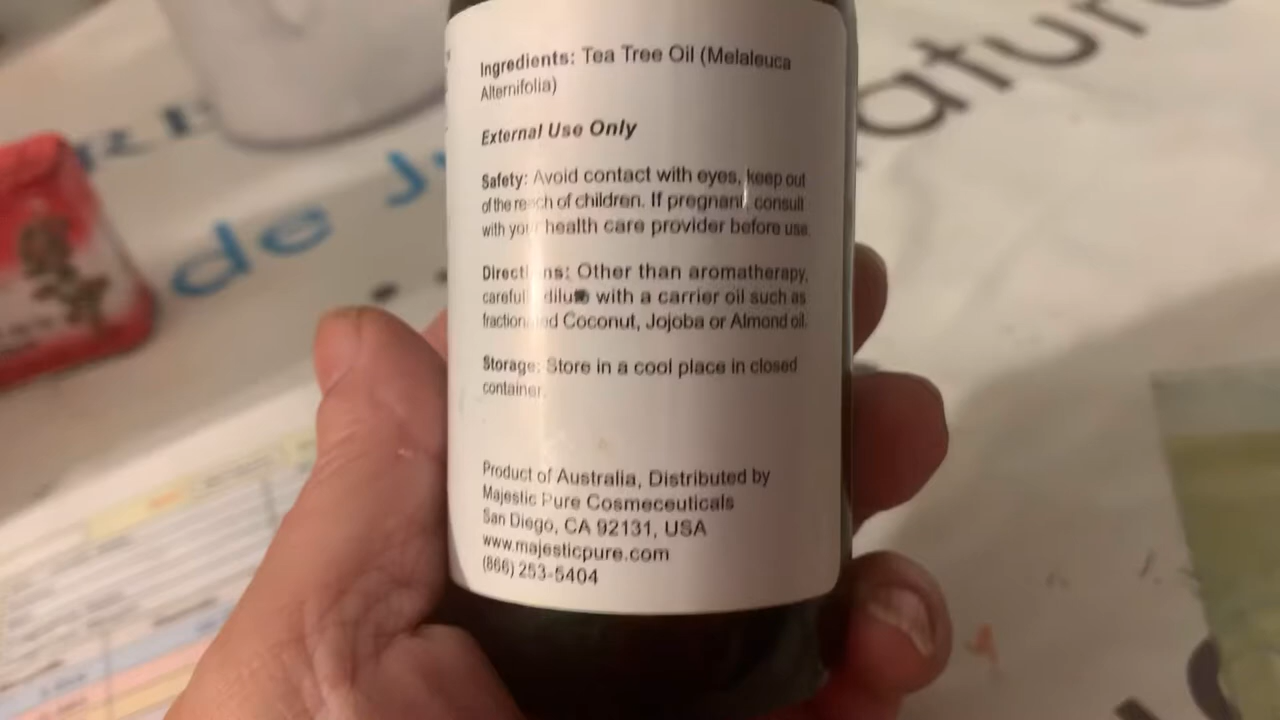 Ingredients: Tea Tree Oil (Melaleuca
Alternifolia)
External Use Only
Safety: Avoid contact with eyes, keep out
of the reach of children. If pregnant, consult
with your health care provider before use.
Directions: Other than aromatherapy,
carefully dilute with a carrier oil such as
fractionated Coconut, Jojoba or Almond oil.
Storage: Store in a cool place in closed
container.
Product of Australia, Distributed by
Majestic Pure Cosmeceuticals
San Diego, CA 92131, USA
www.majesticpure.com
(866) 253-5404
de